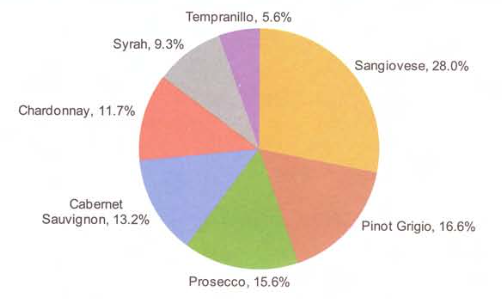 Tempranillo, 5.6%
Syrah, 9.3%
Sangiovese, 28.0%
Chardonnay, 11.7%
Cabernet
Sauvignon, 13.2%
Pinot Grigio, 16.6%
Prosecco, 15.6%